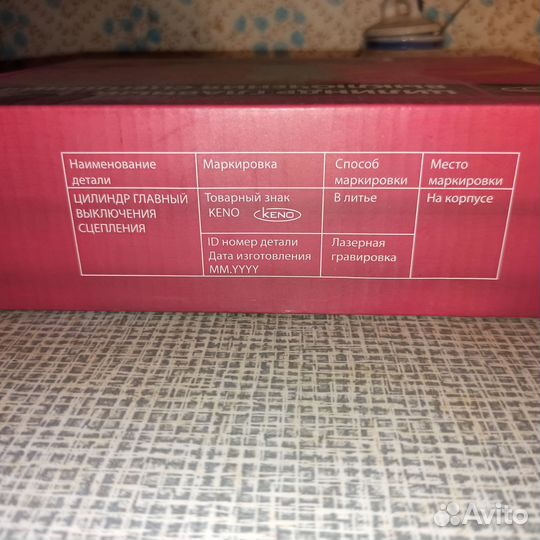 Наименование
детали
Маркировка
Способ
маркировки
Место
маркировки
ЦИЛИНДР ГЛАВНЫЙ
ВЫКЛЮЧЕНИЯ
СЦЕПЛЕНИЯ
Товарный знак
KENO KENO
В литье
На корпусе
ID номер детали
Дата изготовления
MM.YYYY
Лазерная
гравировка
Avito